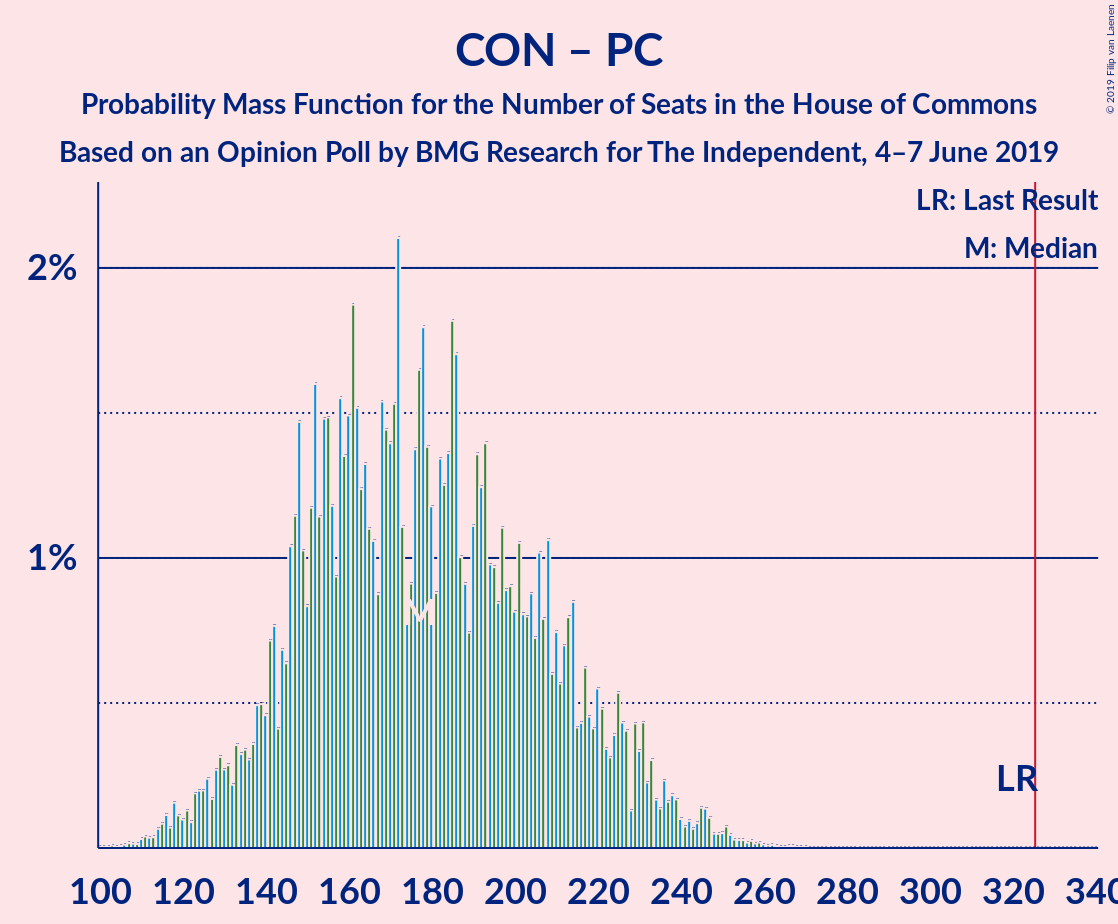 CON – PC
Probability Mass Function for the Number of Seats in the House of Commons
Based on an Opinion Poll by BMG Research for The Independent, 4–7 June 2019
© 2019 Filip van Laenen
LR: Last Result
M: Median
2%
1%
M
LR
100 120 140 160 180 200 220 240 260 280 300 320 340